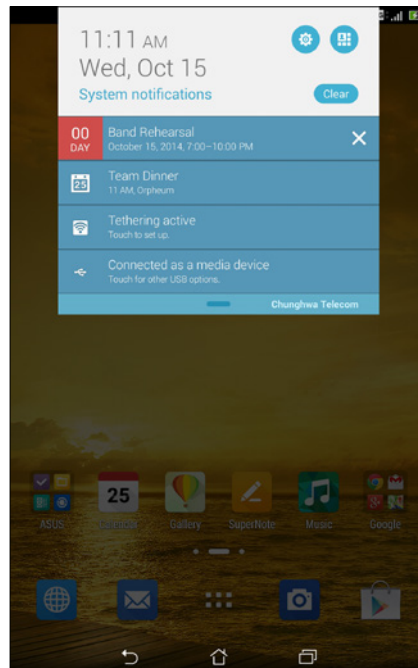 11:11 AM
Wed, Oct 15
System notifications
Clear
00
DAY
Band Rehearsal
October 15, 2014, 7:00-10:00 PM
25
Team Dinner
11 AM, Orpheum
Tethering active
Touch to set up.
Connected as a media device
Touch for other USB options.
Chunghwa Telecom
25
ASUS
Calendar
Gallery
SuperNote
Music
Google